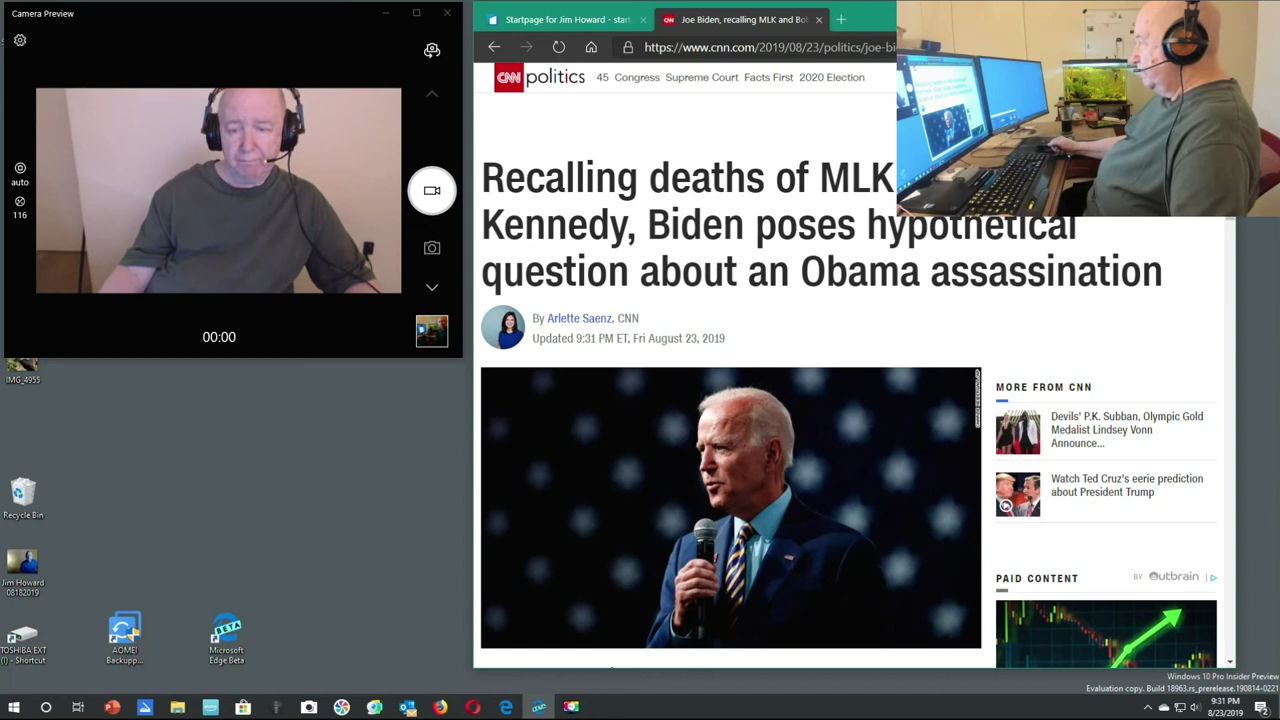 Camera Preview
auto
116
00:00
IMG_4955
Recycle Bin
Jim Howard
08182019
TOSHIBA EXT
(I) - Shortcut
AOMEI
Backupp...
BETA
Microsoft
Edge Beta
Startpage for Jim Howard - start.
CNN
Joe Biden, recalling MLK and Bob
https://www.cnn.com/2019/08/23/politics/joe-bi
CNN politics 45 Congress Supreme Court Facts First 2020 Election
Recalling deaths of MLK
Kennedy, Biden poses hypothetical
question about an Obama assassination
By Arlette Saenz, CNN
Updated 9:31 PM ET, Fri August 23, 2019
MORE FROM CNN
Devils' P.K. Subban, Olympic Gold
Medalist Lindsey Vonn
Announce...
Watch Ted Cruz's eerie prediction
about President Trump
PAID CONTENT
BY Outbrain
Windows 10 Pro Insider Preview
Evaluation copy. Build 18963.rs_prerelease.190814-0221
9:31 PM
8/23/2019
2